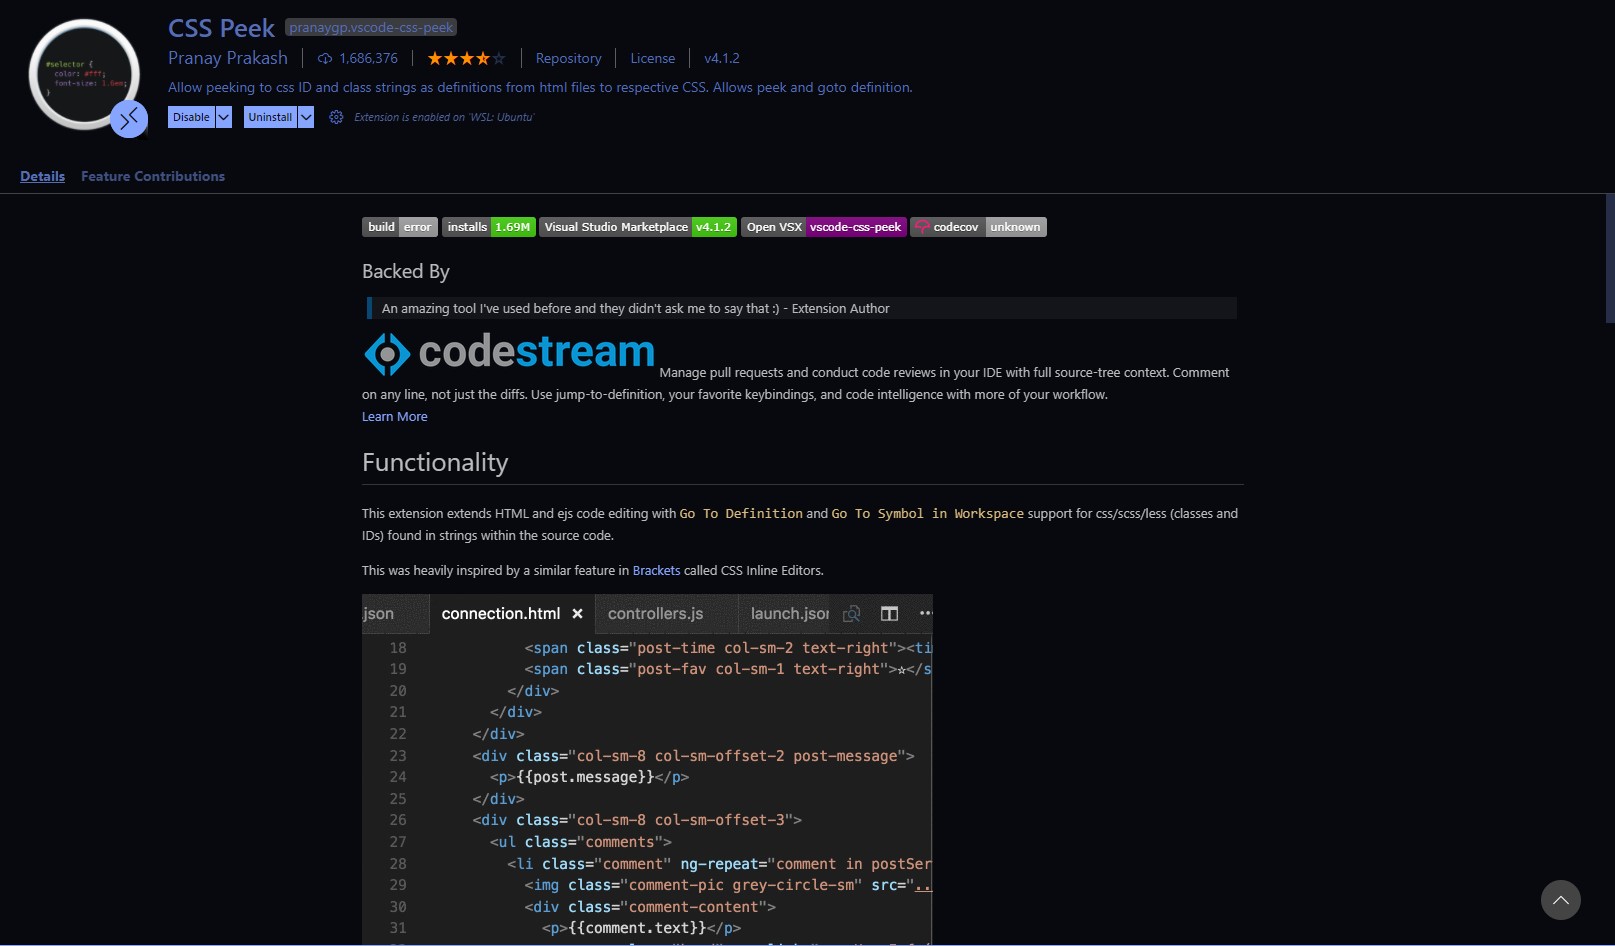 CSS Peek pranaygp.vscode-css-peek
Pranay Prakash 1,686,376 Repository License v4.1.2
Allow peeking to css ID and class strings as definitions from html files to respective CSS. Allows peek and goto definition.
Disable Uninstall Extension is enabled on 'WSL: Ubuntu'
#selector {
color: #fff;
font-size: 1.6em;
}
Details Feature Contributions
build error installs 1.69M Visual Studio Marketplace v4.1.2 Open VSX vscode-css-peek codecov unknown
Backed By
An amazing tool I've used before and they didn't ask me to say that :) - Extension Author
codestream Manage pull requests and conduct code reviews in your IDE with full source-tree context. Comment
on any line, not just the diffs. Use jump-to-definition, your favorite keybindings, and code intelligence with more of your workflow.
Learn More
Functionality
This extension extends HTML and ejs code editing with Go To Definition and Go To Symbol in Workspace support for css/scss/less (classes and
IDs) found in strings within the source code.
This was heavily inspired by a similar feature in Brackets called CSS Inline Editors.
.json connection.html × controllers.js launch.jsor ...
18 <span class="post-time col-sm-2 text-right"><ti
19 <span class="post-fav col-sm-1 text-right">☆</s
20 </div>
21 </div>
22 </div>
23 <div class="col-sm-8 col-sm-offset-2 post-message">
24 <p>{{post.message}}</p>
25 </div>
26 <div class="col-sm-8 col-sm-offset-3">
27 <ul class="comments">
28 <li class="comment" ng-repeat="comment in postSer
29 <img class="comment-pic grey-circle-sm" src="..
30 <div class="comment-content">
31 <p>{{comment.text}}</p>